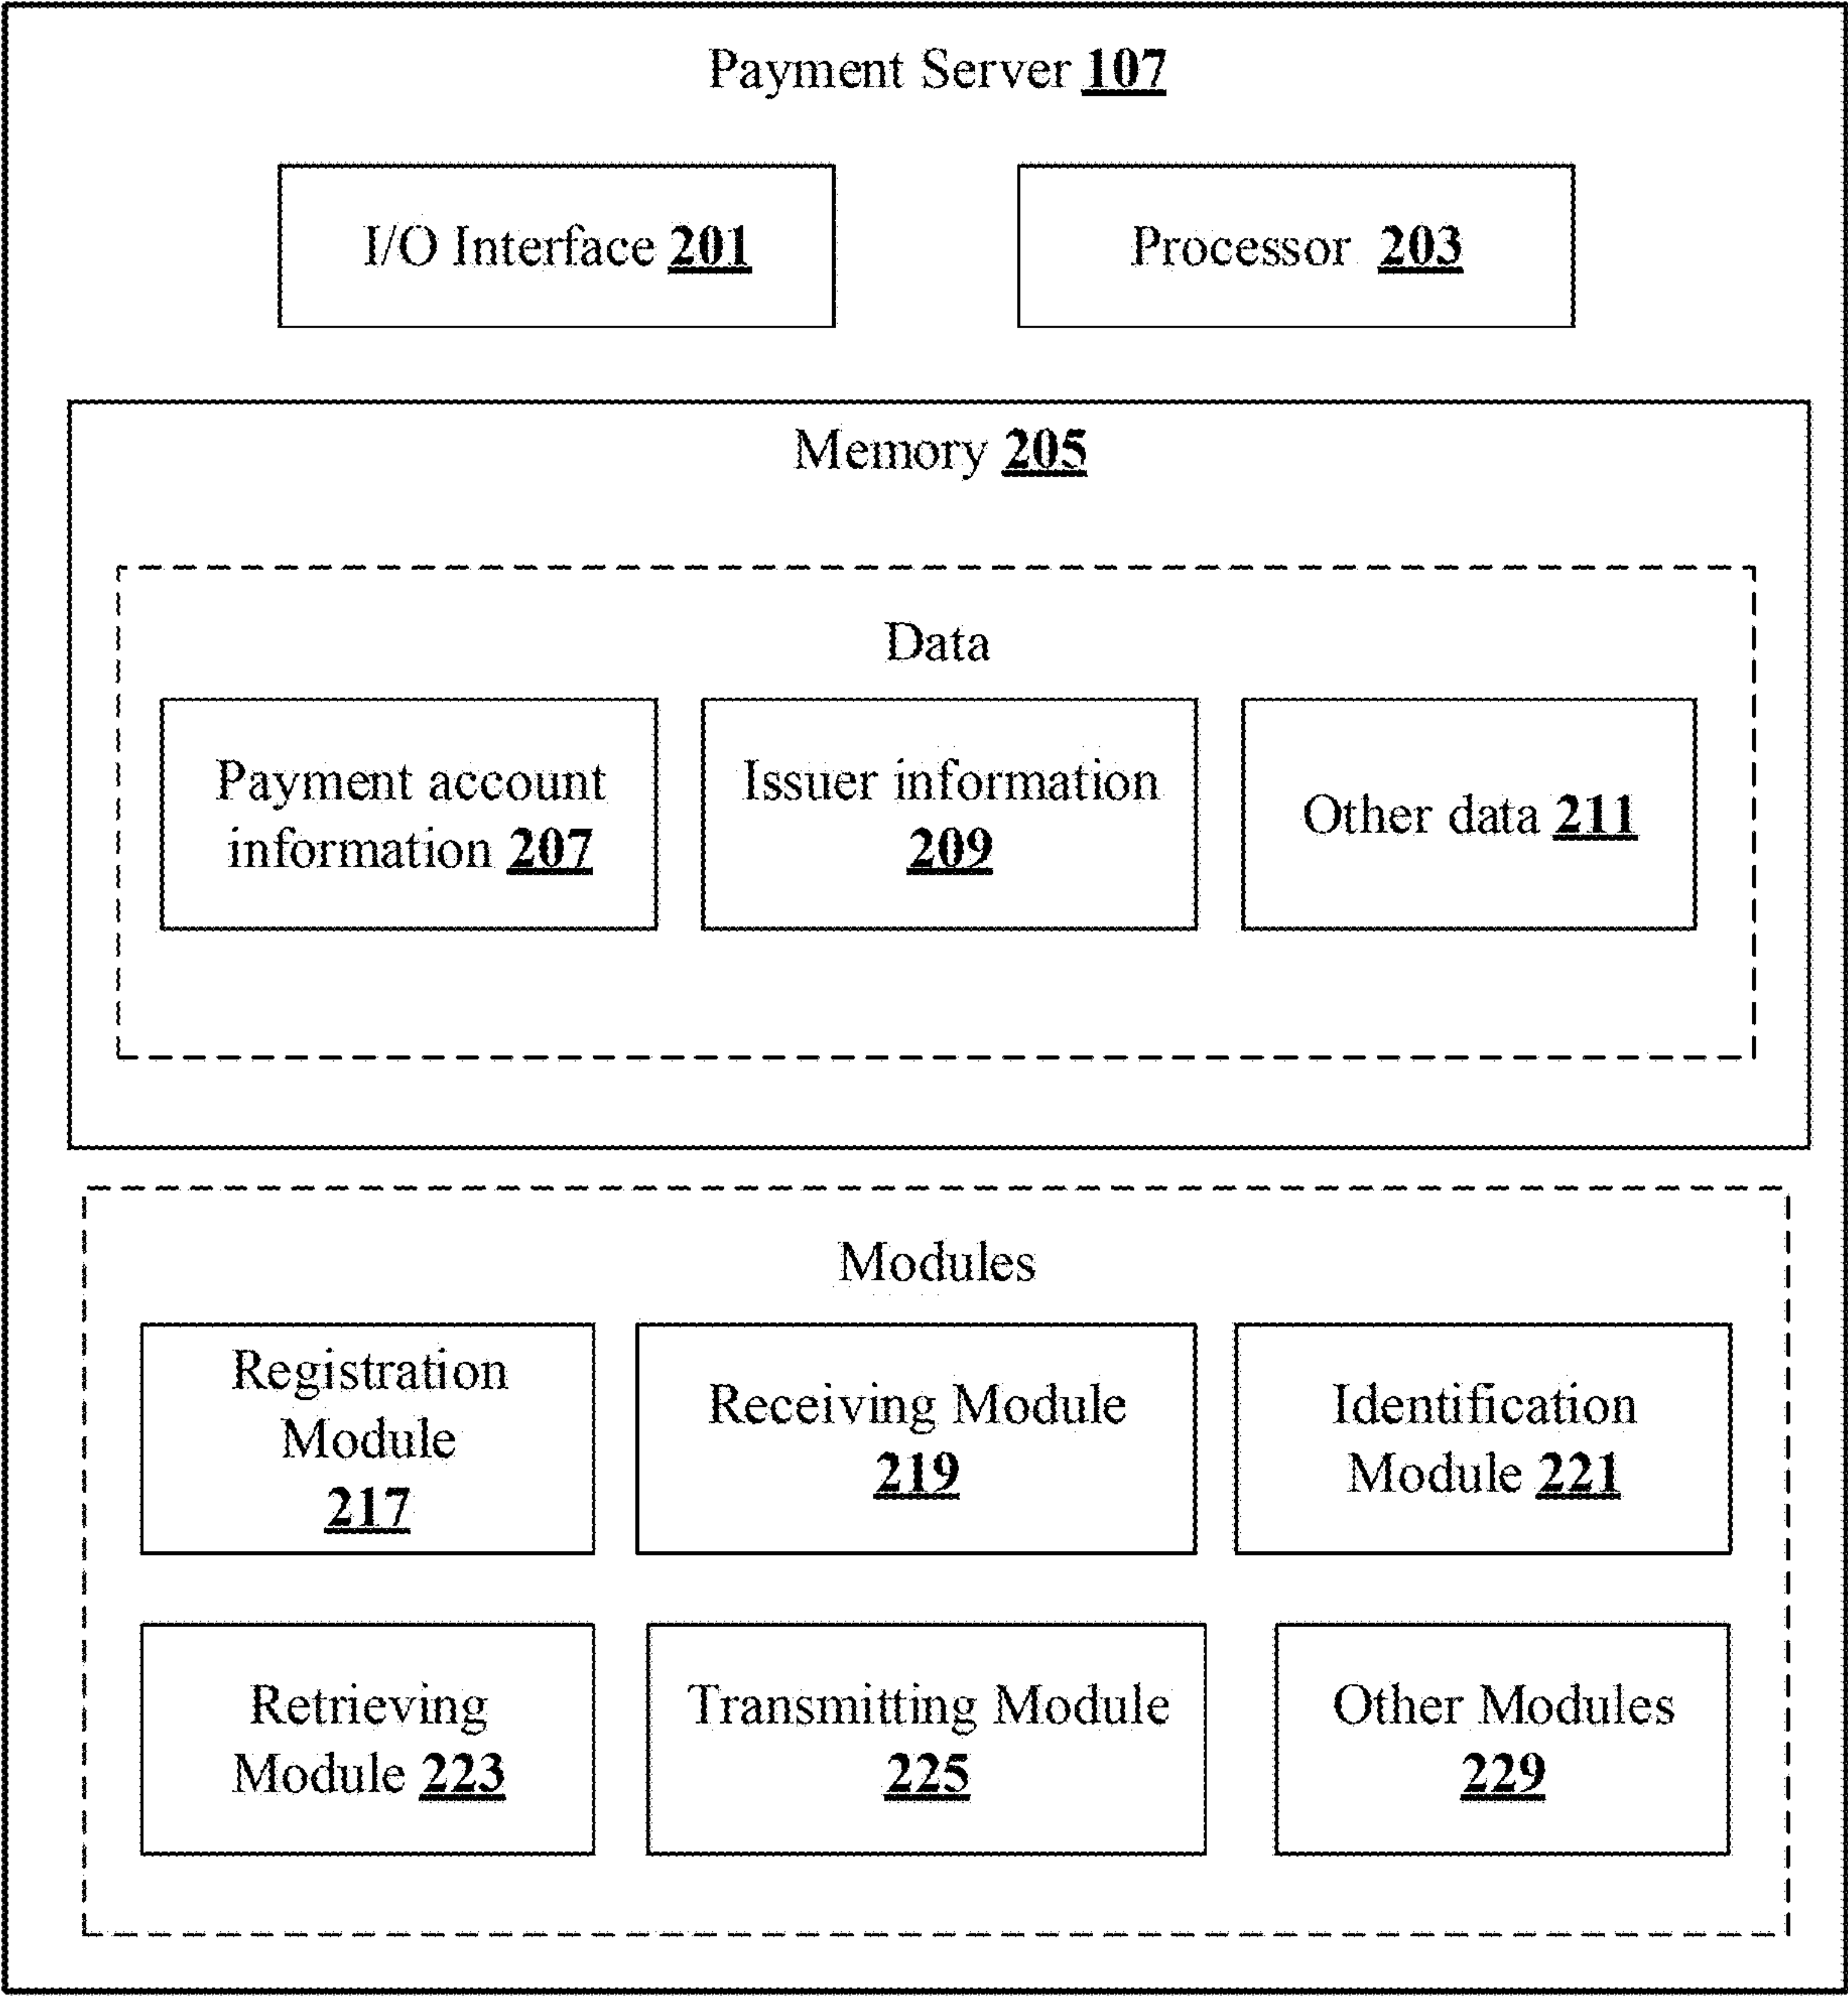 Payment Server 107
I/O Interface 201
Processor 203
Memory 205
Data
Payment account
information 207
Issuer information
209
Other data 211
Modules
Registration
Module
217
Receiving Module
219
Identification
Module 221
Retrieving
Module 223
Transmitting Module
225
Other Modules
229